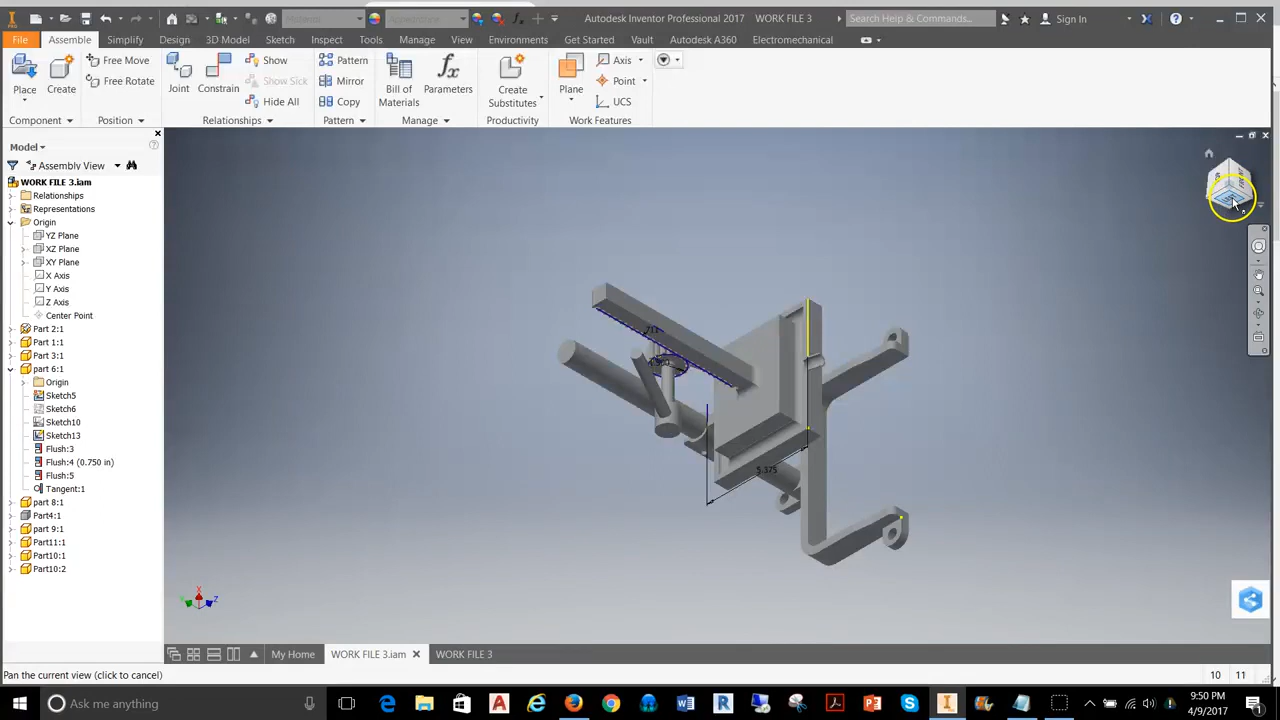 Material
Appearance
Autodesk Inventor Professional 2017 WORK FILE 3
Search Help & Commands...
Sign In
File
Assemble
Simplify
Design
3D Model
Sketch
Inspect
Tools
Manage
View
Environments
Get Started
Vault
Autodesk A360
Electromechanical
Place
Create
Free Move
Free Rotate
Joint
Constrain
Show
Show Sick
Hide All
Pattern
Mirror
Copy
Bill of
Materials
fx
Parameters
Create
Substitutes
Plane
Axis
Point
UCS
Component
Position
Relationships
Pattern
Manage
Productivity
Work Features
Model
Assembly View
WORK FILE 3.iam
Relationships
Representations
Origin
YZ Plane
XZ Plane
XY Plane
X Axis
Y Axis
Z Axis
Center Point
Part 2:1
Part 1:1
Part 3:1
part 6:1
Origin
Sketch5
Sketch6
Sketch10
Sketch13
Flush:3
Flush:4 (0.750 in)
Flush:5
Tangent:1
part 8:1
Part4:1
part 9:1
Part11:1
Part10:1
Part10:2
5.375
X
Z
My Home
WORK FILE 3.iam
WORK FILE 3
Pan the current view (click to cancel)
10
11
Ask me anything
9:50 PM
4/9/2017